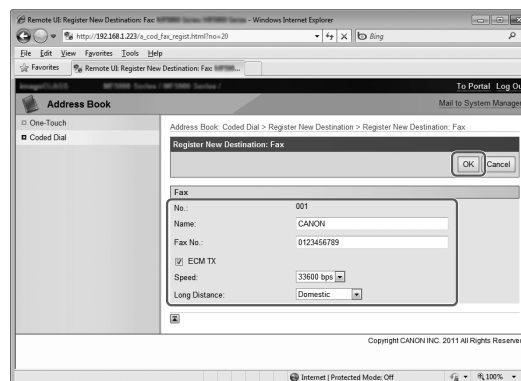 Remote UI: Register New Destination: Fax: - Windows Internet Explorer
http://192.168.1.223/a_cod_fax_regist.html?no=20
Bing
File Edit View Favorites Tools Help
Favorites Remote UI: Register New Destination: Fax:
To Portal Log Ou
Address Book
Mail to System Manager
One-Touch
Coded Dial
Address Book: Coded Dial > Register New Destination > Register New Destination: Fax
Register New Destination: Fax
OK Cancel
Fax
No.: 001
Name: CANON
Fax No.: 0123456789
ECM TX
Speed: 33600 bps
Long Distance: Domestic
Copyright CANON INC. 2011 All Rights Reserve
Internet | Protected Mode: Off 100%